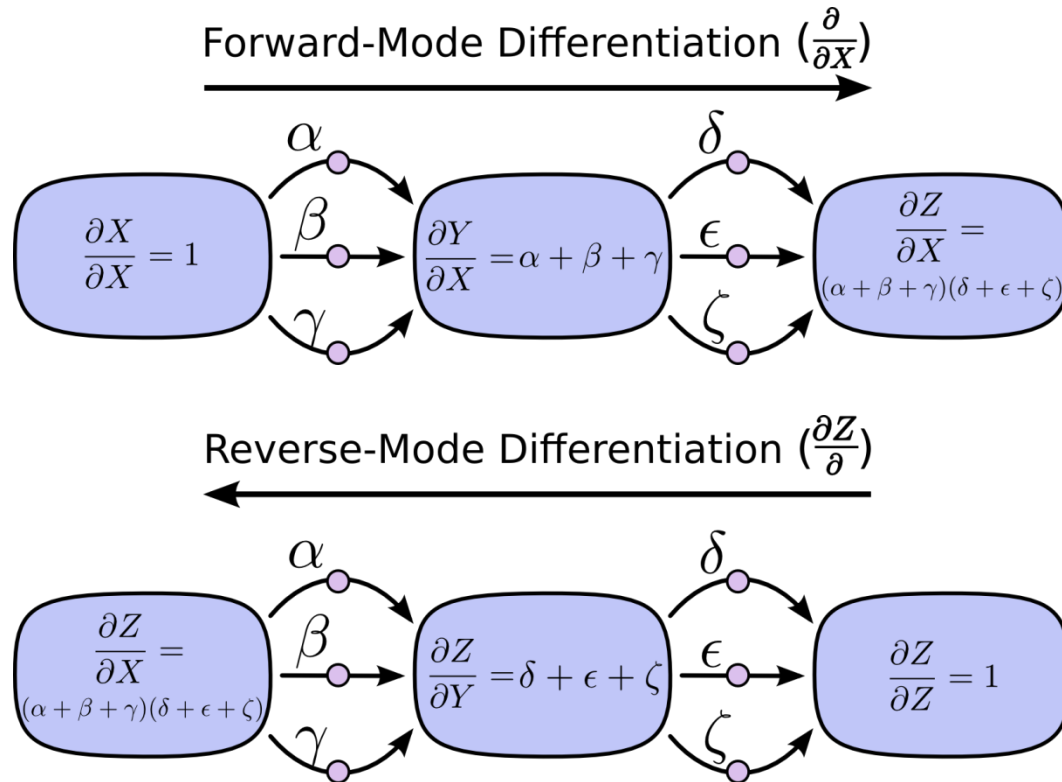 Forward-Mode Differentiation (∂/∂X)
α
β
γ
δ
ϵ
ζ
∂X/∂X = 1
∂Y/∂X = α + β + γ
∂Z/∂X =
(α + β + γ)(δ + ϵ + ζ)
Reverse-Mode Differentiation (∂Z/∂)
α
β
γ
δ
ϵ
ζ
∂Z/∂X =
(α + β + γ)(δ + ϵ + ζ)
∂Z/∂Y = δ + ϵ + ζ
∂Z/∂Z = 1